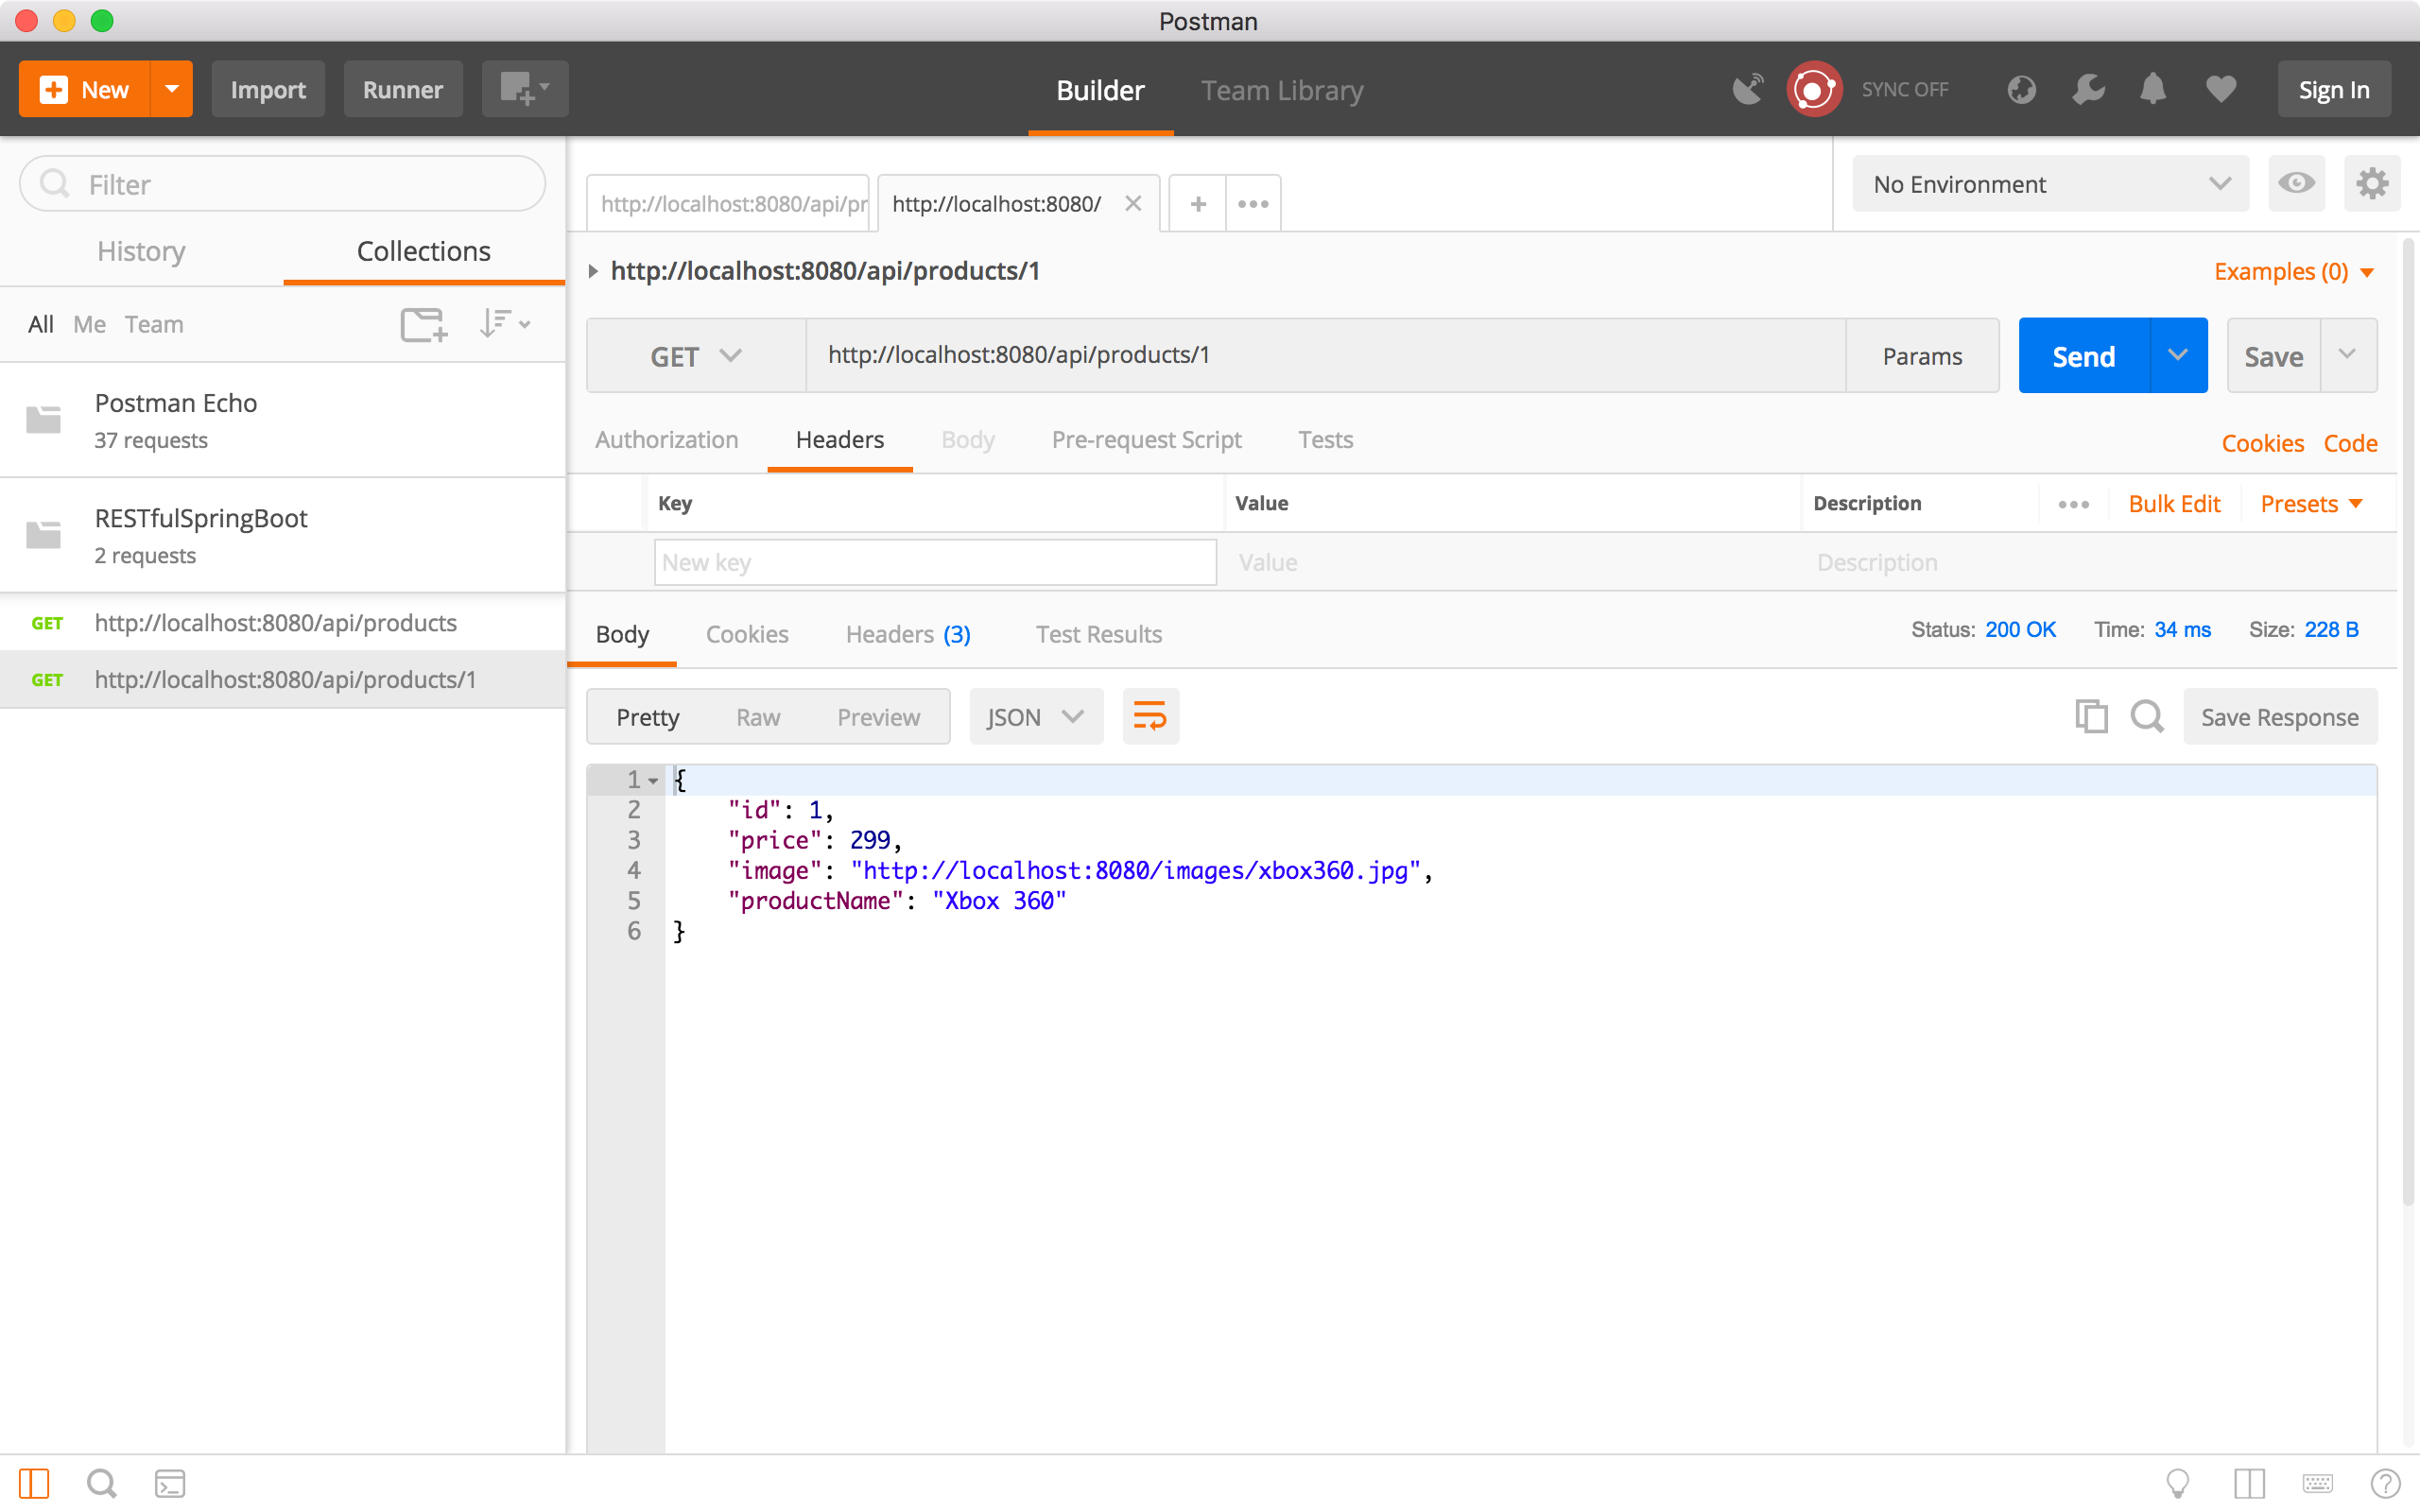 Postman
New Import Runner Builder Team Library SYNC OFF Sign In
Filter
History Collections
All Me Team
Postman Echo
37 requests
RESTfulSpringBoot
2 requests
GET http://localhost:8080/api/products
GET http://localhost:8080/api/products/1
http://localhost:8080/api/pr http://localhost:8080/ No Environment
http://localhost:8080/api/products/1 Examples (0)
GET http://localhost:8080/api/products/1 Params Send Save
Authorization Headers Body Pre-request Script Tests Cookies Code
Key Value Description Bulk Edit Presets
New key Value Description
Body Cookies Headers (3) Test Results Status: 200 OK Time: 34 ms Size: 228 B
Pretty Raw Preview JSON Save Response
1 {
2 "id": 1,
3 "price": 299,
4 "image": "http://localhost:8080/images/xbox360.jpg",
5 "productName": "Xbox 360"
6 }